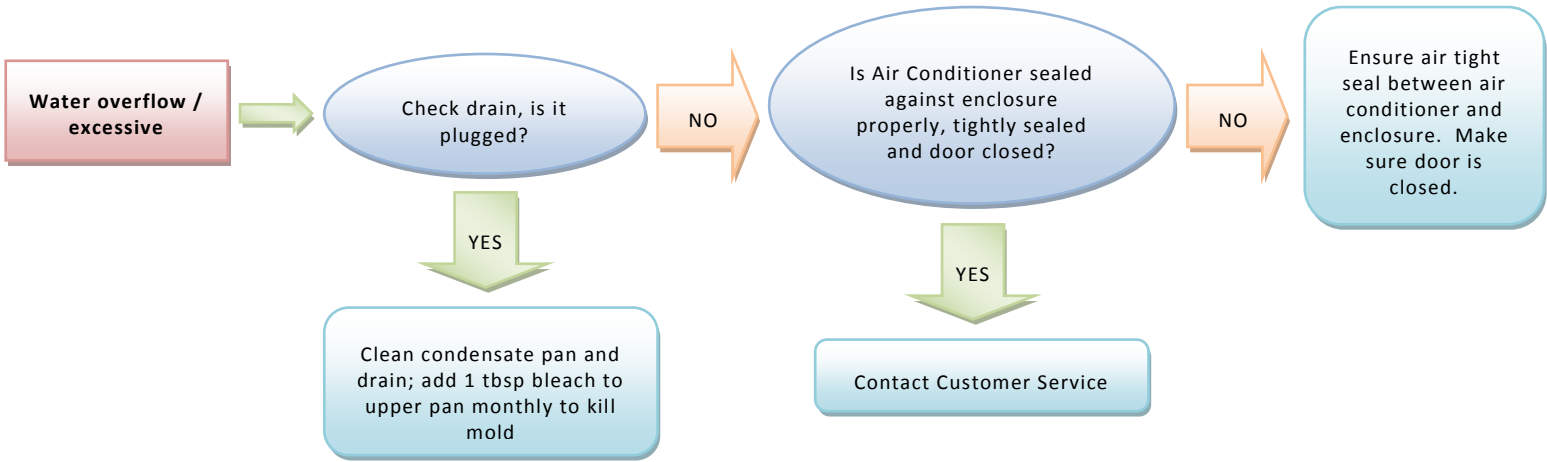 Water overflow /
excessive
Check drain, is it
plugged?
NO
Is Air Conditioner sealed
against enclosure
properly, tightly sealed
and door closed?
NO
Ensure air tight
seal between air
conditioner and
enclosure.  Make
sure door is
closed.
YES
Clean condensate pan and
drain; add 1 tbsp bleach to
upper pan monthly to kill
mold
YES
Contact Customer Service